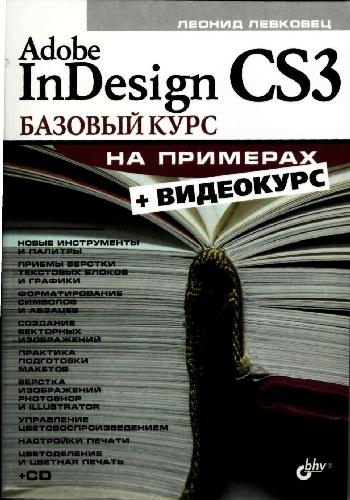 ЛЕОНИД ЛЕВКОВЕЦ
Adobe
InDesign CS3
БАЗОВЫЙ КУРС
НА ПРИМЕРАХ
+ ВИДЕОКУРС
НОВЫЕ ИНСТРУМЕНТЫ
И ПАЛИТРЫ
ПРИЕМЫ ВЕРСТКИ
ТЕКСТОВЫХ БЛОКОВ
И ГРАФИКИ
ФОРМАТИРОВАНИЕ
СИМВОЛОВ
И АБЗАЦЕВ
СОЗДАНИЕ
ВЕКТОРНЫХ
ИЗОБРАЖЕНИЙ
ПРАКТИКА
ПОДГОТОВКИ
МАКЕТОВ
ВЕРСТКА
ИЗОБРАЖЕНИЙ
PHOTOSHOP
И ILLUSTRATOR
УПРАВЛЕНИЕ
ЦВЕТОВОСПРОИЗВЕДЕНИЕМ
НАСТРОЙКИ ПЕЧАТИ
ЦВЕТОДЕЛЕНИЕ
И ЦВЕТНАЯ ПЕЧАТЬ
+CD
bhv®